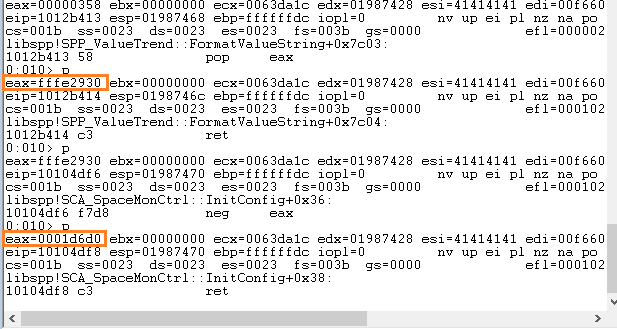 eax=00000358 ebx=00000000 ecx=0063da1c edx=01987428 esi=41414141 edi=00f660
eip=1012b413 esp=01987468 ebp=ffffffdc iopl=0         nv up ei pl nz na po
cs=001b  ss=0023  ds=0023  es=0023  fs=003b  gs=0000             efl=000002
libspp!SPP_ValueTrend::FormatValueString+0x7c03:
1012b413 58              pop     eax
0:010> p
eax=fffe2930 ebx=00000000 ecx=0063da1c edx=01987428 esi=41414141 edi=00f660
eip=1012b414 esp=0198746c ebp=ffffffdc iopl=0         nv up ei pl nz na po
cs=001b  ss=0023  ds=0023  es=0023  fs=003b  gs=0000             efl=000102
libspp!SPP_ValueTrend::FormatValueString+0x7c04:
1012b414 c3              ret
0:010> p
eax=fffe2930 ebx=00000000 ecx=0063da1c edx=01987428 esi=41414141 edi=00f660
eip=10104df6 esp=01987470 ebp=ffffffdc iopl=0         nv up ei pl nz na po
cs=001b  ss=0023  ds=0023  es=0023  fs=003b  gs=0000             efl=000102
libspp!SCA_SpaceMonCtrl::InitConfig+0x36:
10104df6 f7d8            neg     eax
0:010> p
eax=0001d6d0 ebx=00000000 ecx=0063da1c edx=01987428 esi=41414141 edi=00f660
eip=10104df8 esp=01987470 ebp=ffffffdc iopl=0         nv up ei pl nz na po
cs=001b  ss=0023  ds=0023  es=0023  fs=003b  gs=0000             efl=000102
libspp!SCA_SpaceMonCtrl::InitConfig+0x38:
10104df8 c3              ret